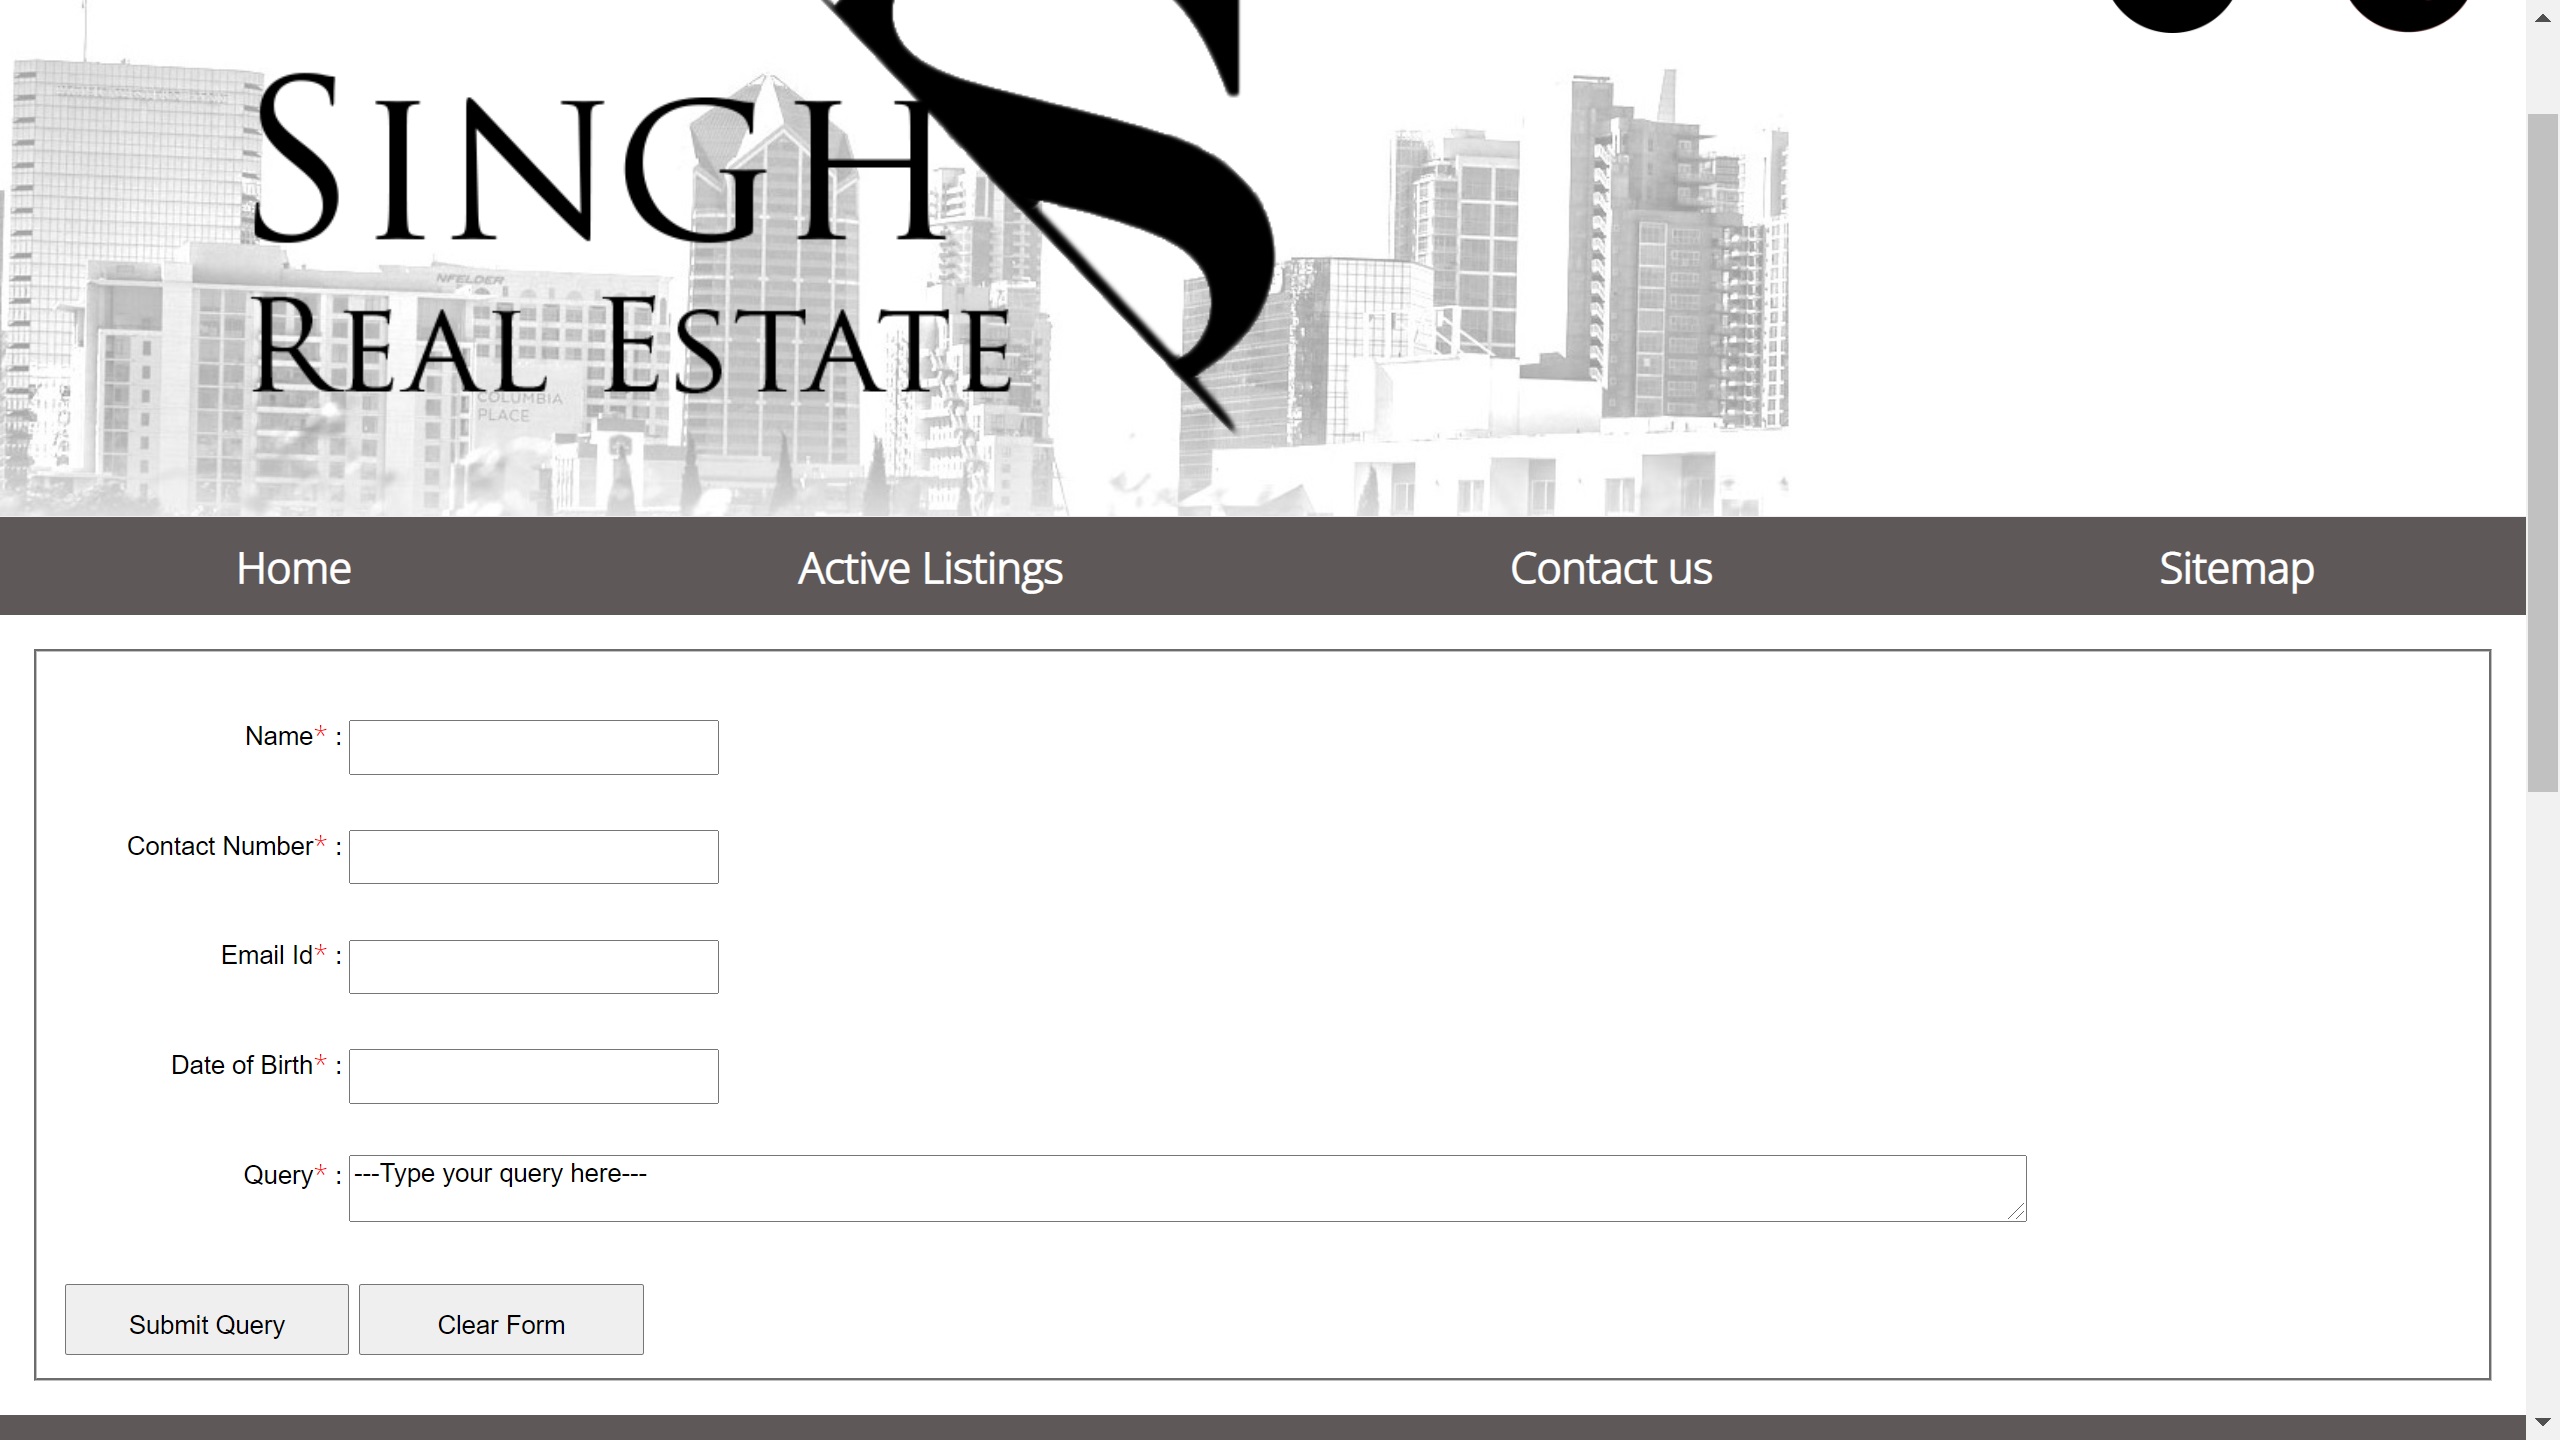 SINGH
REAL ESTATE
NFELDER
COLUMBIA
PLACE
Home Active Listings Contact us Sitemap
Name* :
Contact Number* :
Email Id* :
Date of Birth* :
Query* : ---Type your query here---
Submit Query Clear Form